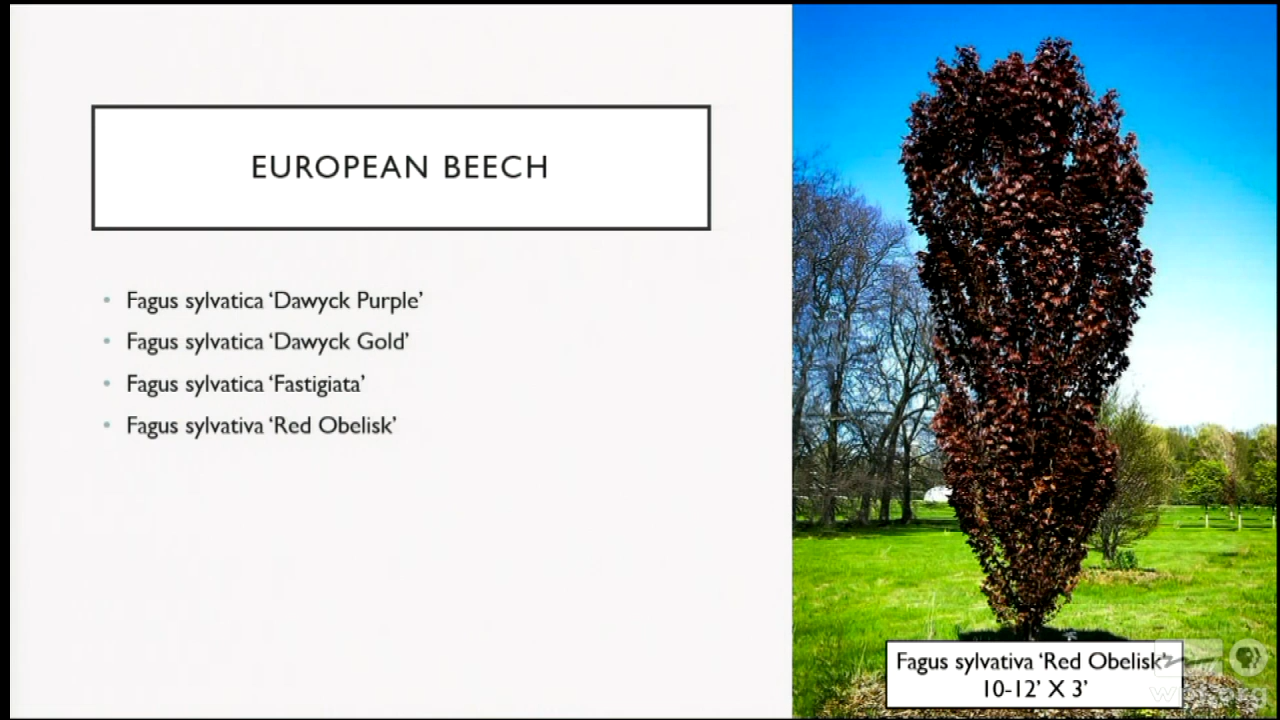 EUROPEAN BEECH
• Fagus sylvatica ‘Dawyck Purple’
• Fagus sylvatica ‘Dawyck Gold’
• Fagus sylvatica ‘Fastigiata’
• Fagus sylvativa ‘Red Obelisk’
Fagus sylvativa ‘Red Obelisk’
10-12’ X 3’